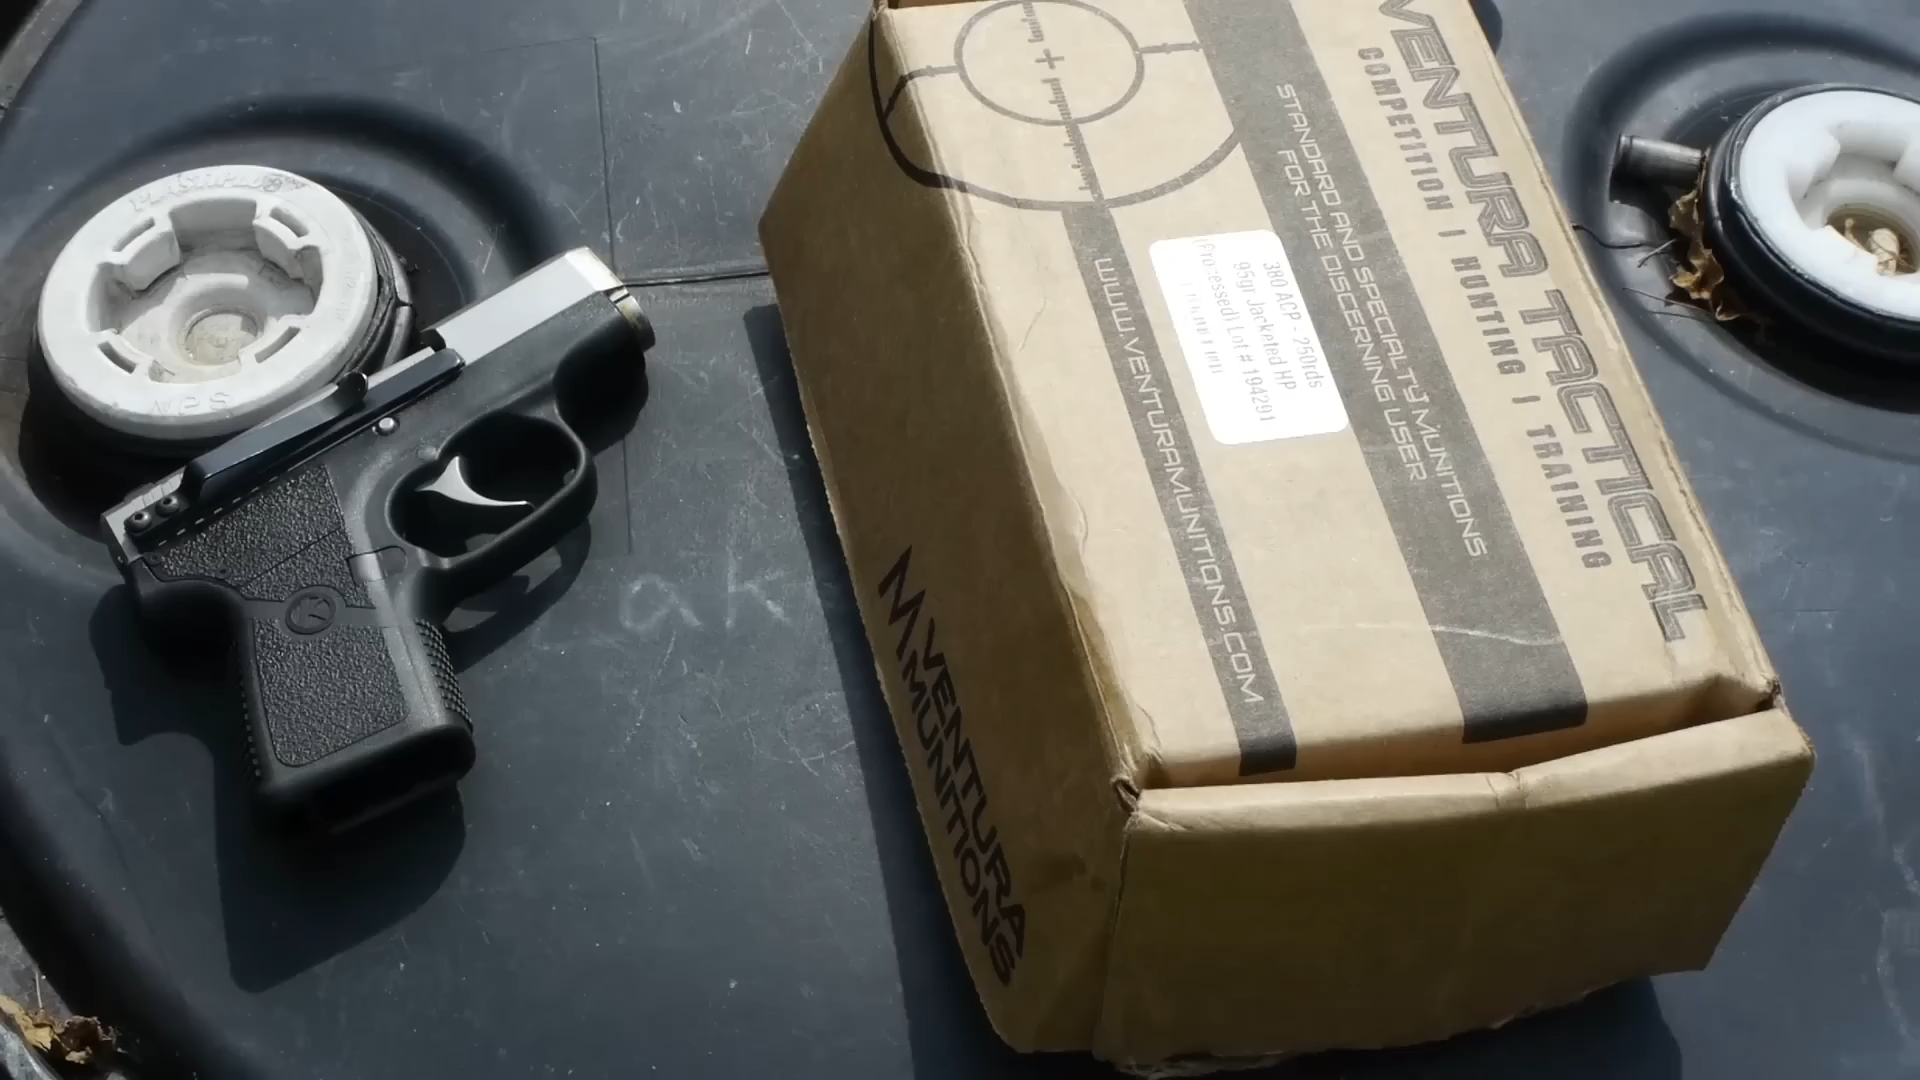 VENTURA TACTICAL
COMPETITION | HUNTING | TRAINING
STANDARD AND SPECIALTY MUNITIONS
FOR THE DISCERNING USER
380 ACP - 250rds
95gr Jacketed HP
(Processed) Lot # 194291
WWW.VENTURAMUNITIONS.COM
VENTURA
MUNITIONS
PLASTIPLUG
K